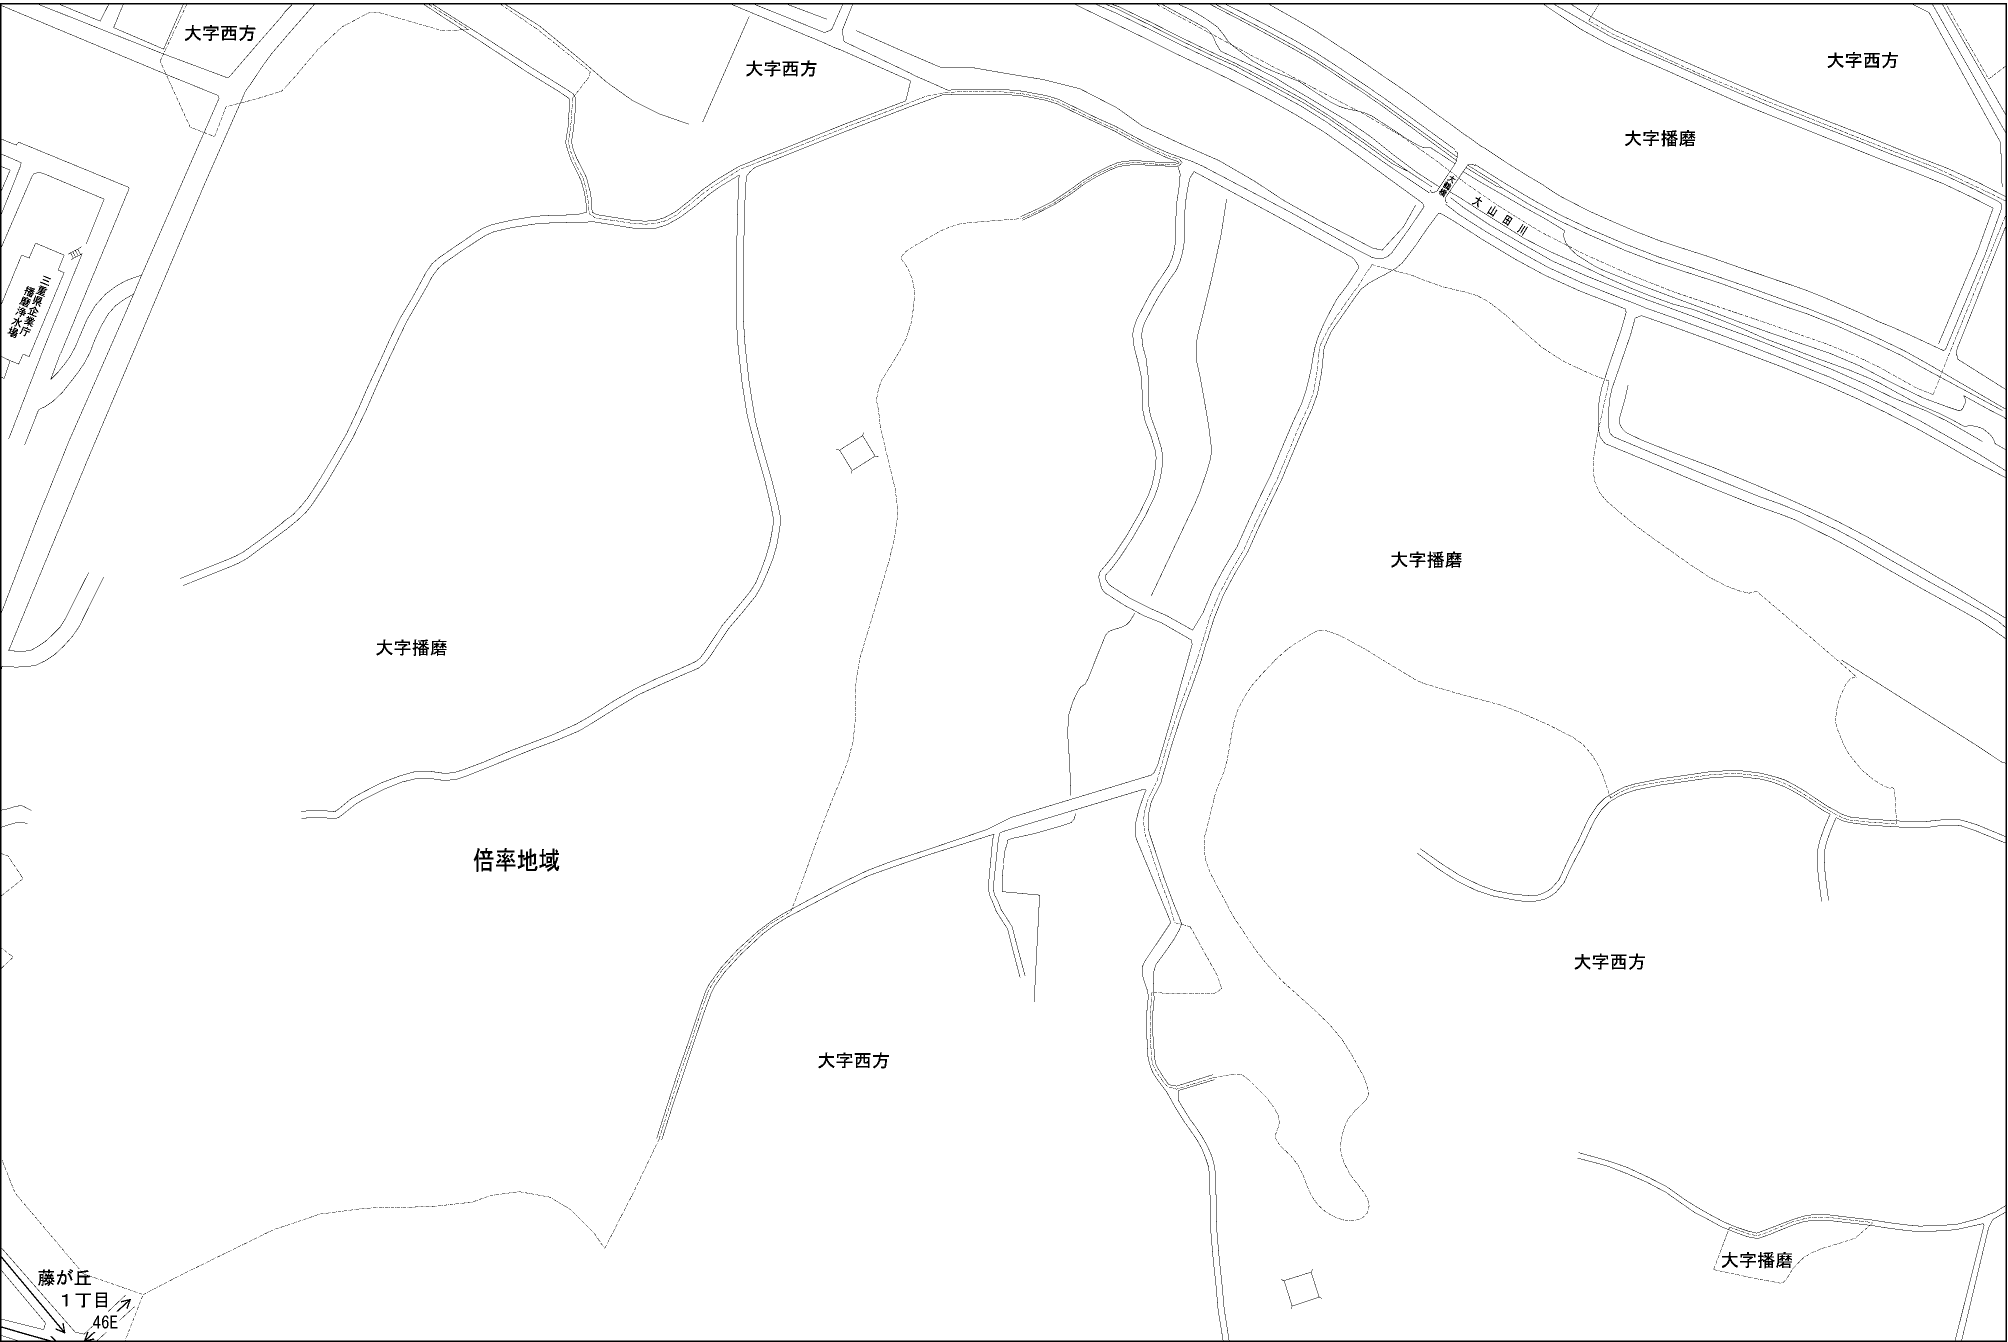 大字西方
大字西方
大字西方
大字播磨
大山田川
三重県企業庁
播磨浄水場
大字播磨
大字播磨
倍率地域
大字西方
大字西方
大字播磨
藤が丘
1丁目
46E